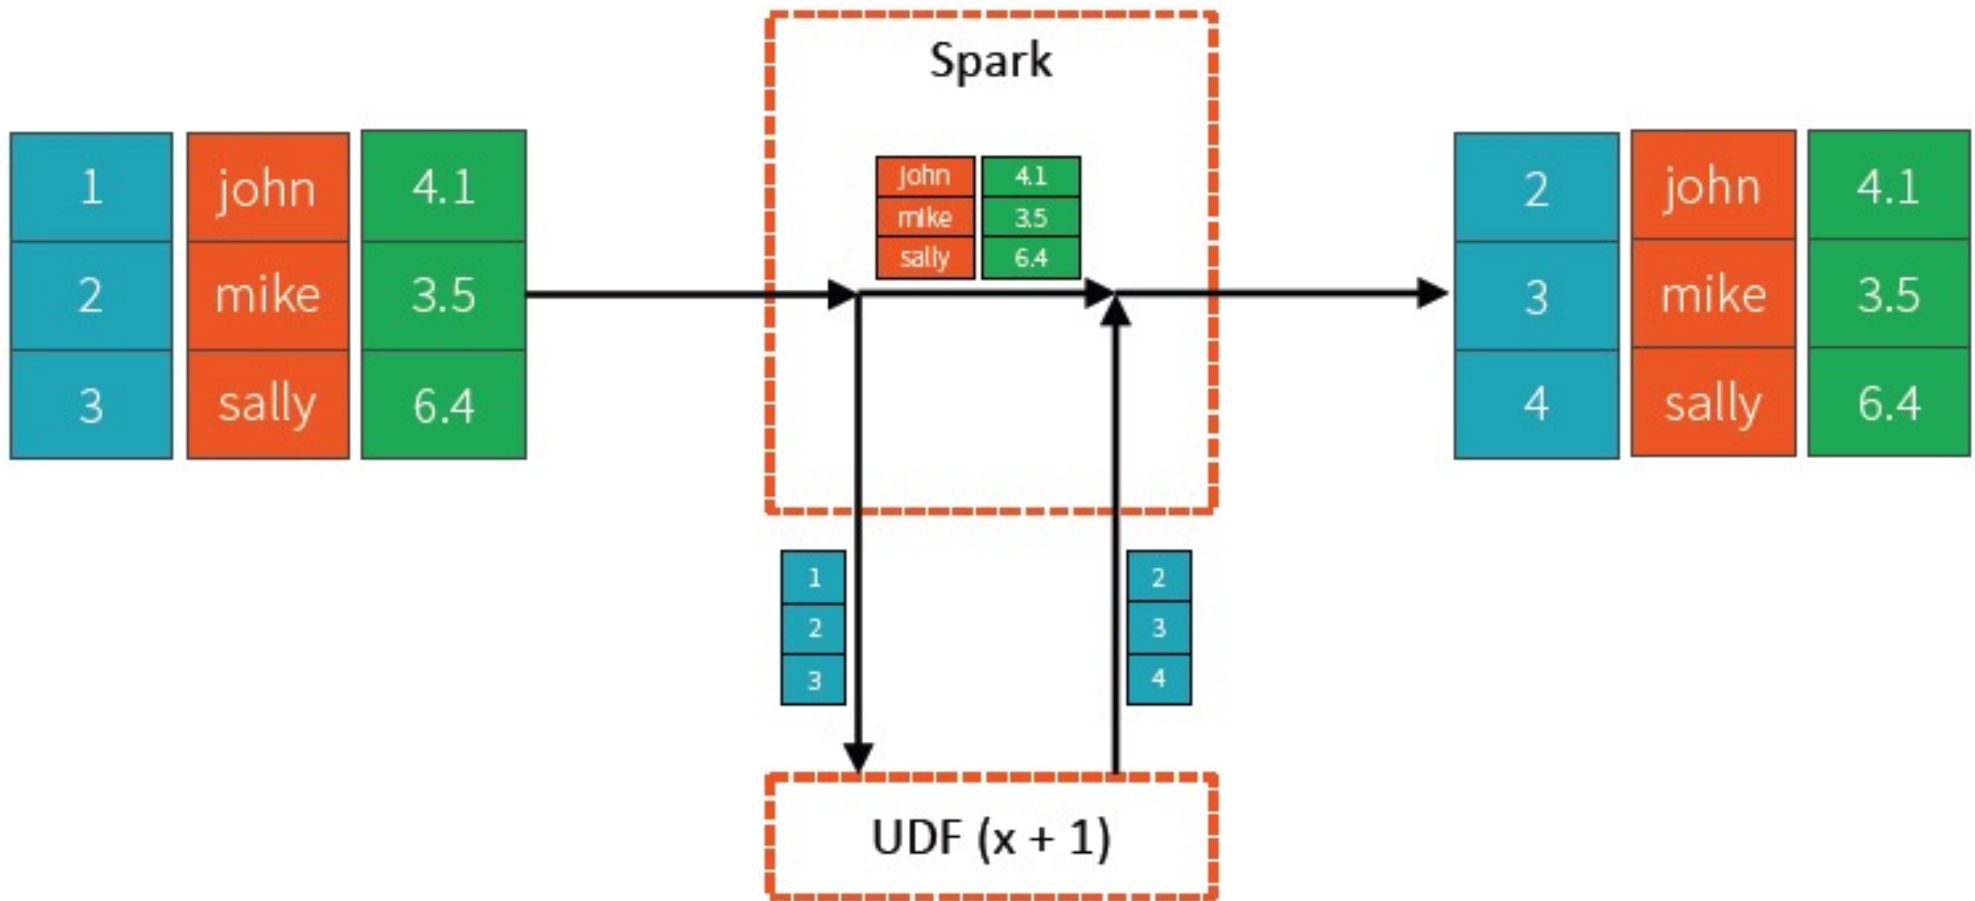 Spark
1 john 4.1
2 mike 3.5
3 sally 6.4
john 4.1
mike 3.5
sally 6.4
2 john 4.1
3 mike 3.5
4 sally 6.4
1
2
3
2
3
4
UDF (x + 1)